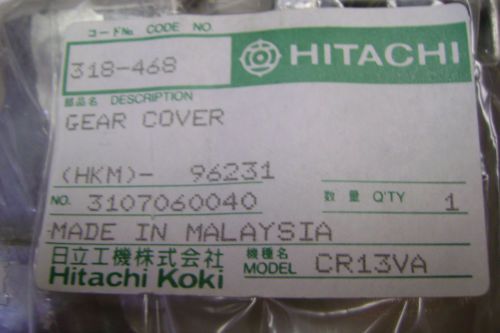 コードNo. CODE NO.
318-468
HITACHI
部品名 DESCRIPTION
GEAR COVER
(HKM)- 96231
NO. 3107060040 数量 Q'TY 1
MADE IN MALAYSIA
日立工機株式会社 機種名
Hitachi Koki MODEL CR13VA